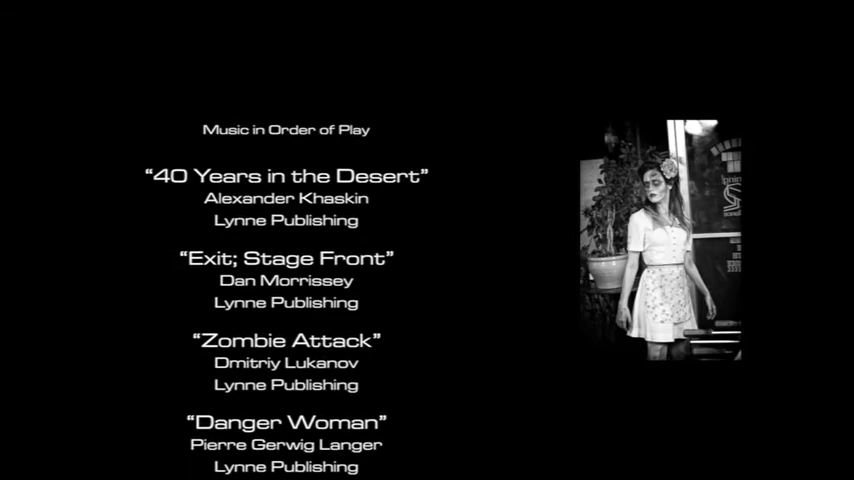 Music in Order of Play
“40 Years in the Desert”
Alexander Khaskin
Lynne Publishing
“Exit; Stage Front”
Dan Morrissey
Lynne Publishing
“Zombie Attack”
Dmitriy Lukanov
Lynne Publishing
“Danger Woman”
Pierre Gerwig Langer
Lynne Publishing